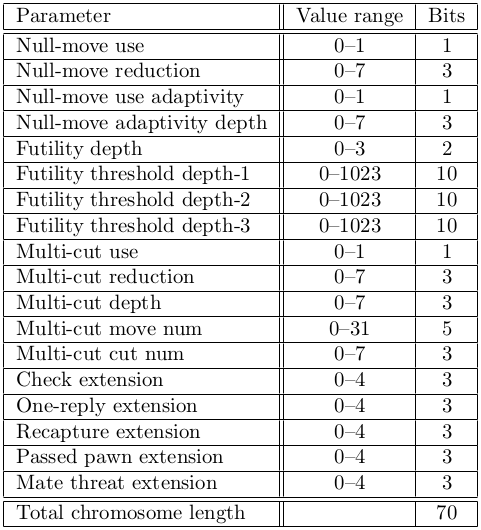 Parameter Value range Bits
Null-move use 0–1 1
Null-move reduction 0–7 3
Null-move use adaptivity 0–1 1
Null-move adaptivity depth 0–7 3
Futility depth 0–3 2
Futility threshold depth-1 0–1023 10
Futility threshold depth-2 0–1023 10
Futility threshold depth-3 0–1023 10
Multi-cut use 0–1 1
Multi-cut reduction 0–7 3
Multi-cut depth 0–7 3
Multi-cut move num 0–31 5
Multi-cut cut num 0–7 3
Check extension 0–4 3
One-reply extension 0–4 3
Recapture extension 0–4 3
Passed pawn extension 0–4 3
Mate threat extension 0–4 3
Total chromosome length 70